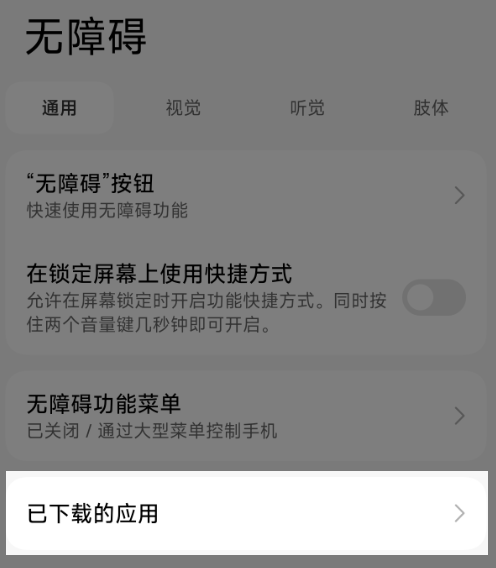 无障碍
通用
视觉
听觉
肢体
“无障碍”按钮
快速使用无障碍功能
在锁定屏幕上使用快捷方式
允许在屏幕锁定时开启功能快捷方式。同时按
住两个音量键几秒钟即可开启。
无障碍功能菜单
已关闭 / 通过大型菜单控制手机
已下载的应用